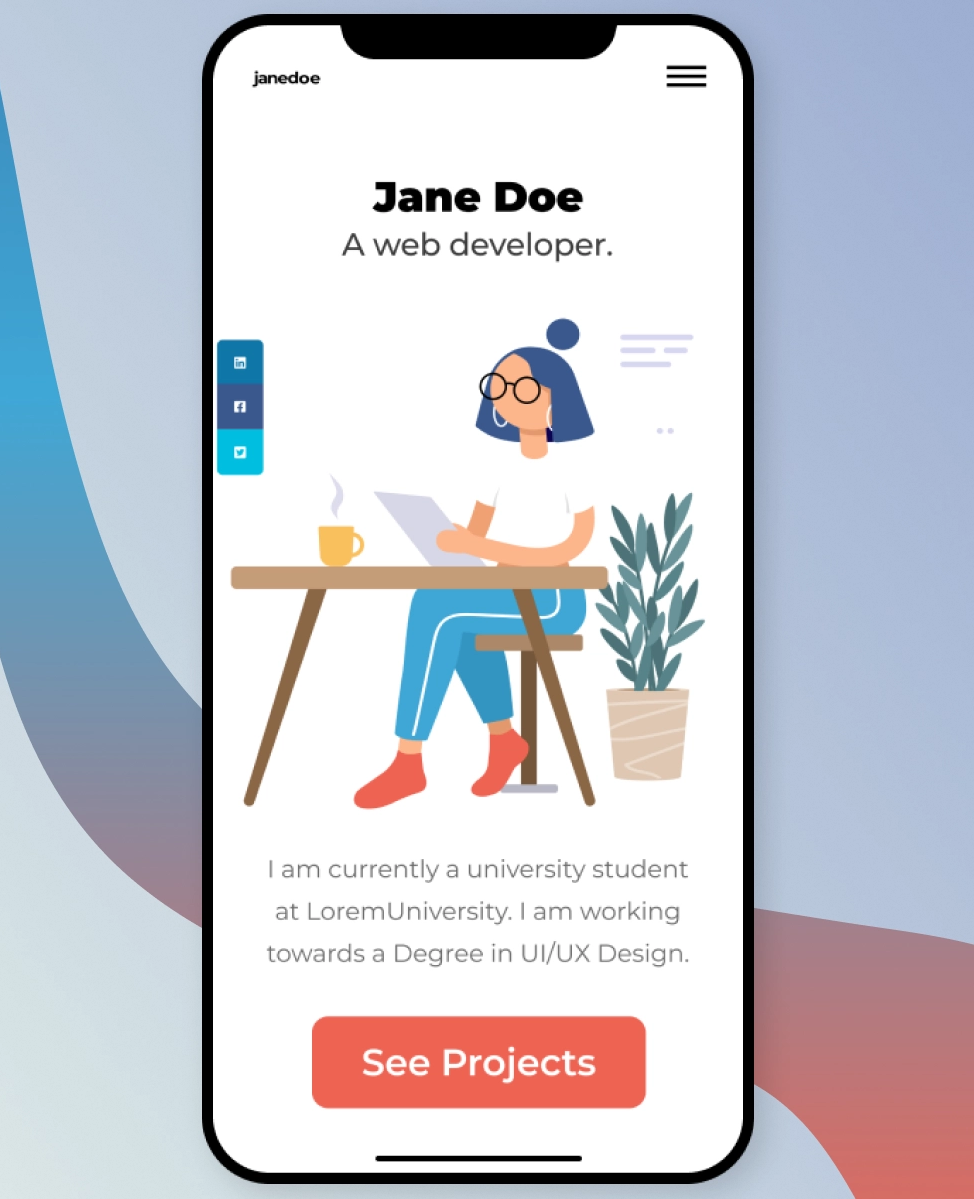 janedoe
Jane Doe
A web developer.
I am currently a university student
at LoremUniversity. I am working
towards a Degree in UI/UX Design.
See Projects